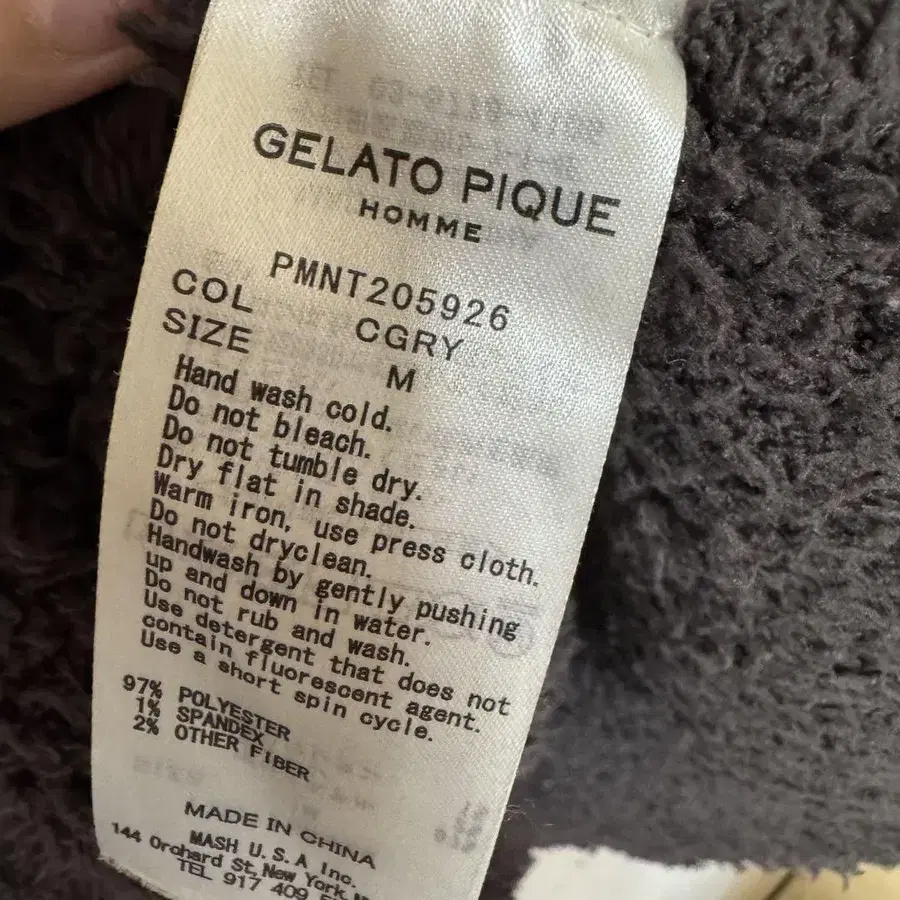 GELATO PIQUE
HOMME
PMNT205926
COL CGRY
SIZE M
Hand wash cold.
Do not bleach.
Do not tumble dry.
Dry flat in shade.
Warm iron, use press cloth.
Do not dryclean.
Handwash by gently pushing
up and down in water.
Do not rub and wash.
Use detergent that does not
contain fluorescent agent.
Use a short spin cycle.
97% POLYESTER
1% SPANDEX
2% OTHER FIBER
MADE IN CHINA
MASH U.S.A Inc.
144 Orchard St, New York,
TEL 917 409